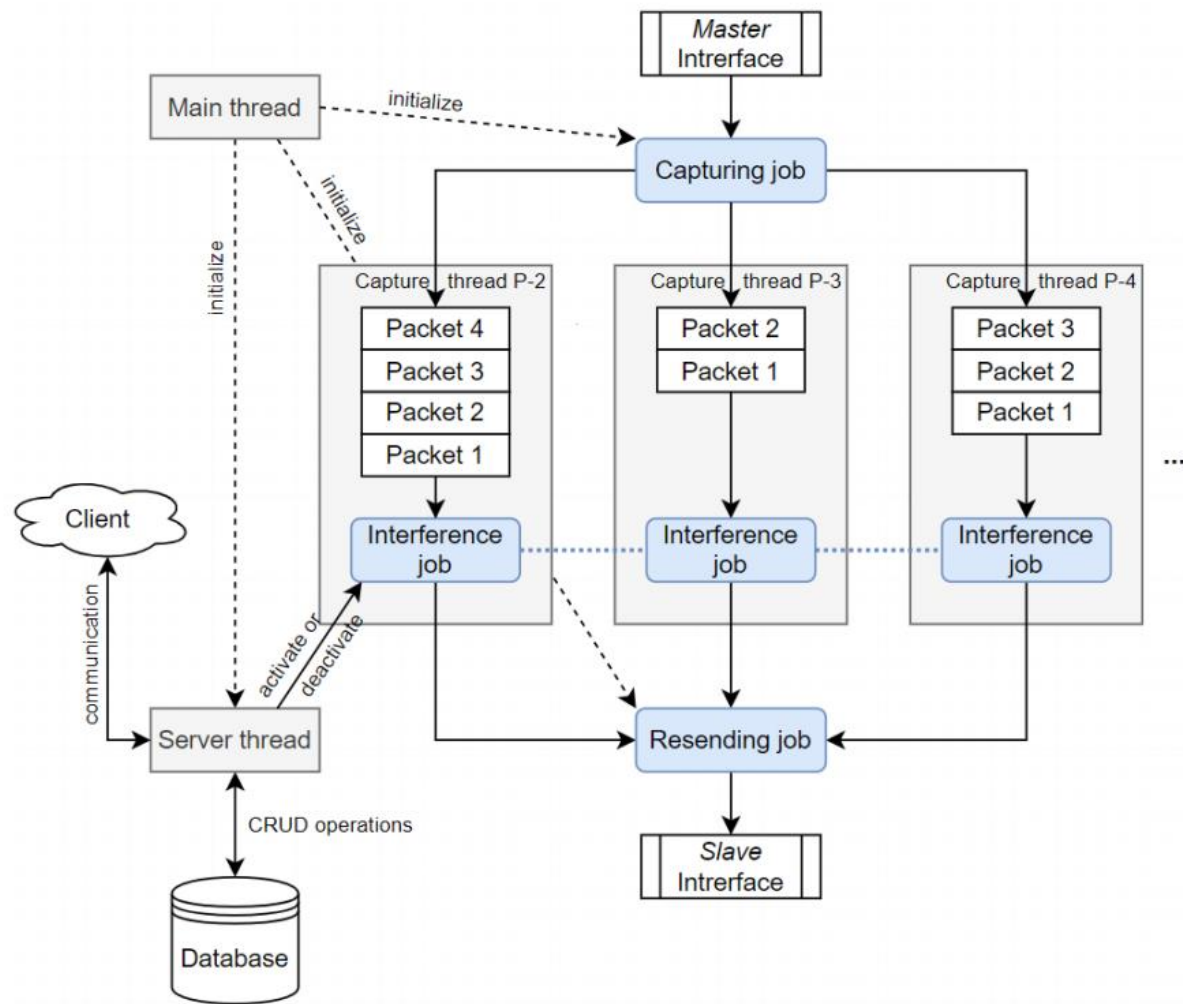 Master
Intrerface
Main thread
initialize
Capturing job
initialize
initialize
Capture thread P-2
Capture thread P-3
Capture thread P-4
Packet 4
Packet 3
Packet 2
Packet 1
Packet 2
Packet 1
Packet 3
Packet 2
Packet 1
...
Interference
job
Interference
job
Interference
job
Client
communication
activate or
deactivate
Server thread
Resending job
CRUD operations
Slave
Intrerface
Database